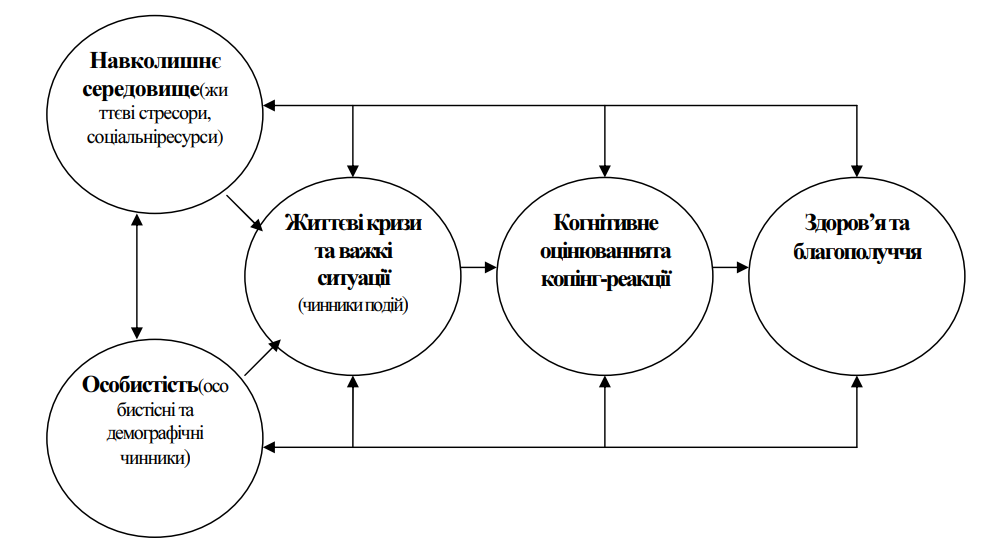 Навколишнє
середовище(жи
ттєві стресори,
соціальніресурси)
Життєві кризи
та важкі
ситуації
(чинники подій)
Когнітивне
оцінюваннята
копінг-реакції
Здоров’я та
благополуччя
Особистість(осо
бистісні та
демографічні
чинники)